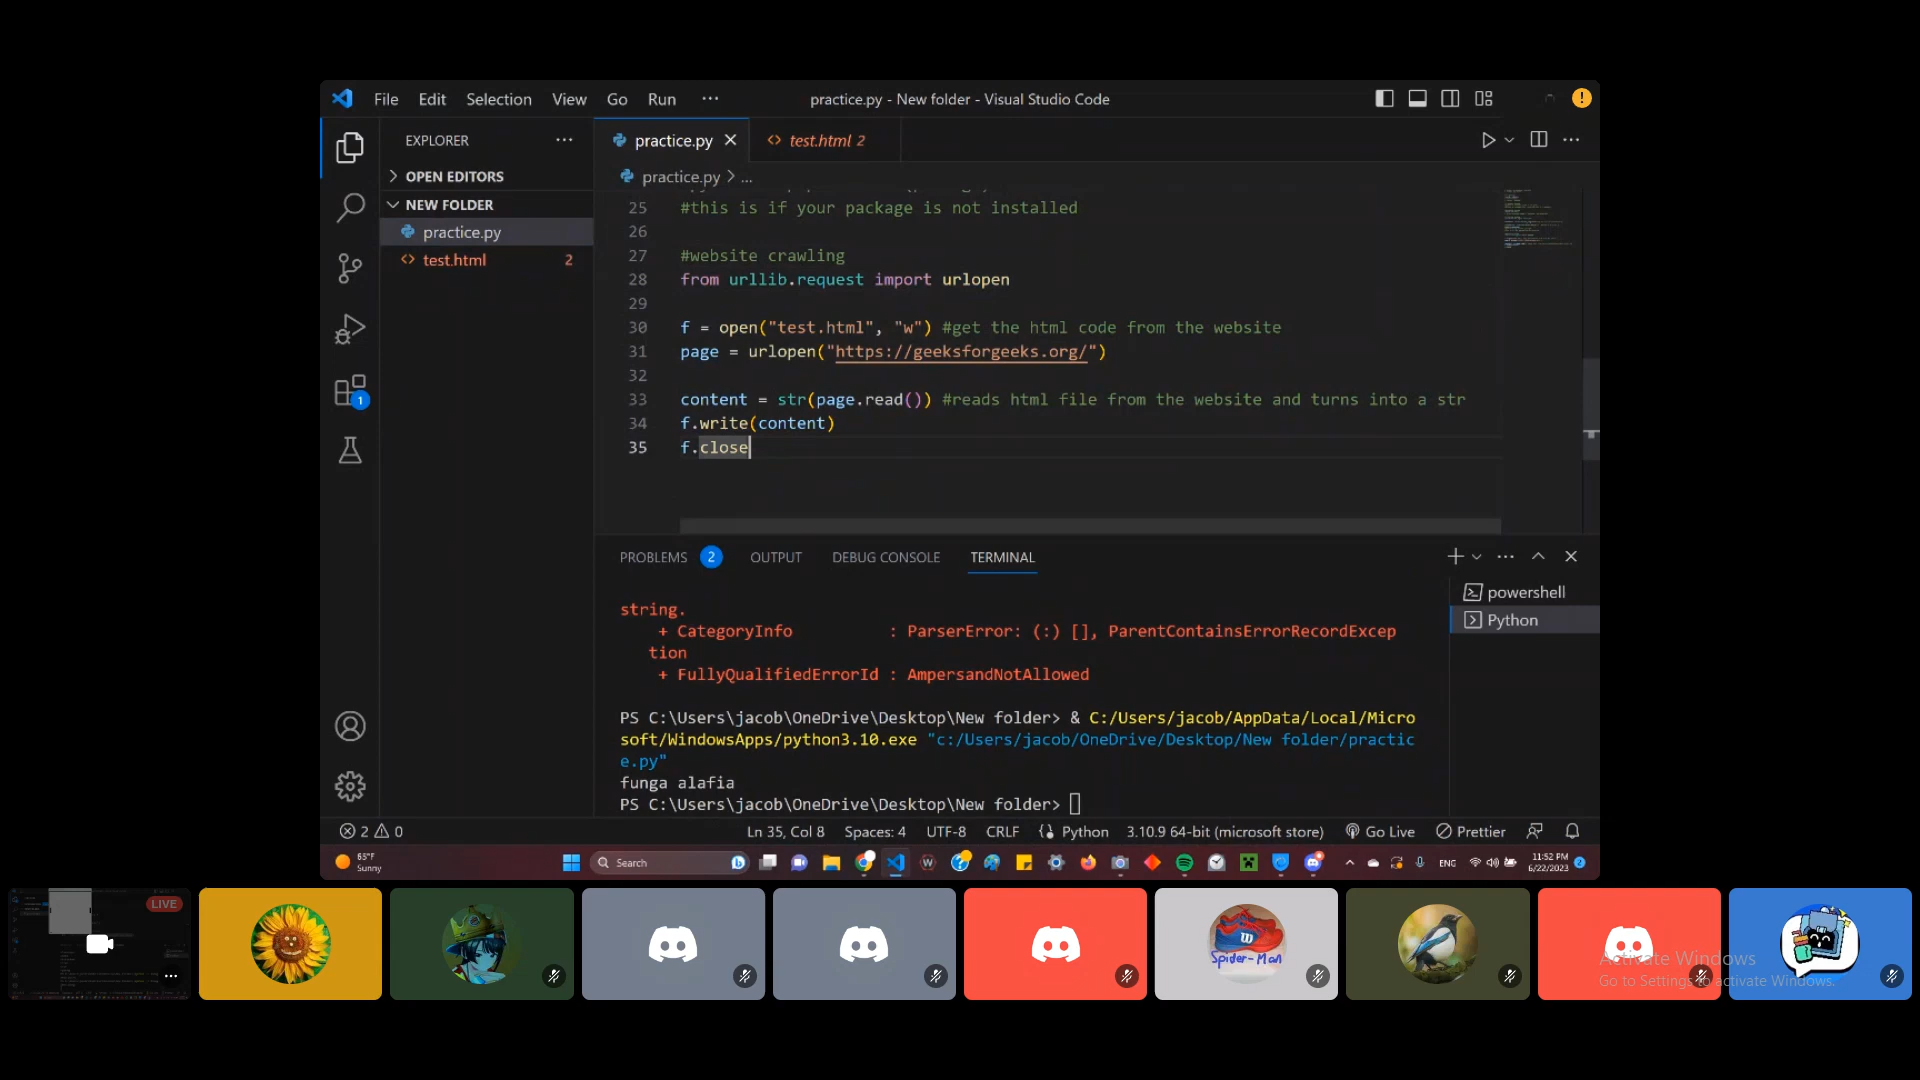 File Edit Selection View Go Run ··· practice.py - New folder - Visual Studio Code
EXPLORER ···
practice.py
test.html 2
OPEN EDITORS
practice.py > ...
NEW FOLDER
practice.py
test.html 2
25 #this is if your package is not installed
26
27 #website crawling
28 from urllib.request import urlopen
29
30 f = open("test.html", "w") #get the html code from the website
31 page = urlopen("https://geeksforgeeks.org/")
32
33 content = str(page.read()) #reads html file from the website and turns into a str
34 f.write(content)
35 f.close
1
PROBLEMS 2 OUTPUT DEBUG CONSOLE TERMINAL
powershell
Python
string.
+ CategoryInfo : ParserError: (:) [], ParentContainsErrorRecordExcep
tion
+ FullyQualifiedErrorId : AmpersandNotAllowed
PS C:\Users\jacob\OneDrive\Desktop\New folder> & C:/Users/jacob/AppData/Local/Micro
soft/WindowsApps/python3.10.exe "c:/Users/jacob/OneDrive/Desktop/New folder/practic
e.py"
funga alafia
PS C:\Users\jacob\OneDrive\Desktop\New folder>
2 0 Ln 35, Col 8 Spaces: 4 UTF-8 CRLF Python 3.10.9 64-bit (microsoft store) Go Live Prettier
65°F
Sunny
Search
ENG
11:52 PM
6/22/2023
2
LIVE
W
Spider-Man
Activate Windows
Go to Settings to activate Windows.